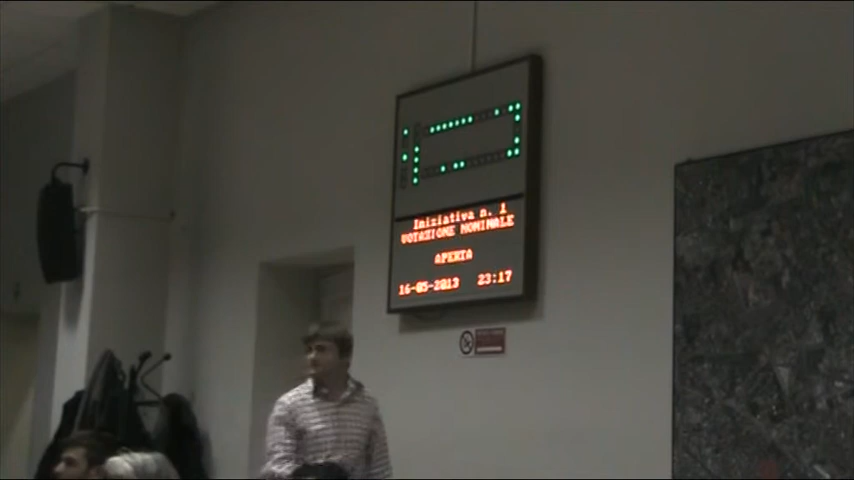 Iniziativa n. 1
VOTAZIONE NOMINALE
APERTA
16-05-2013 23:17